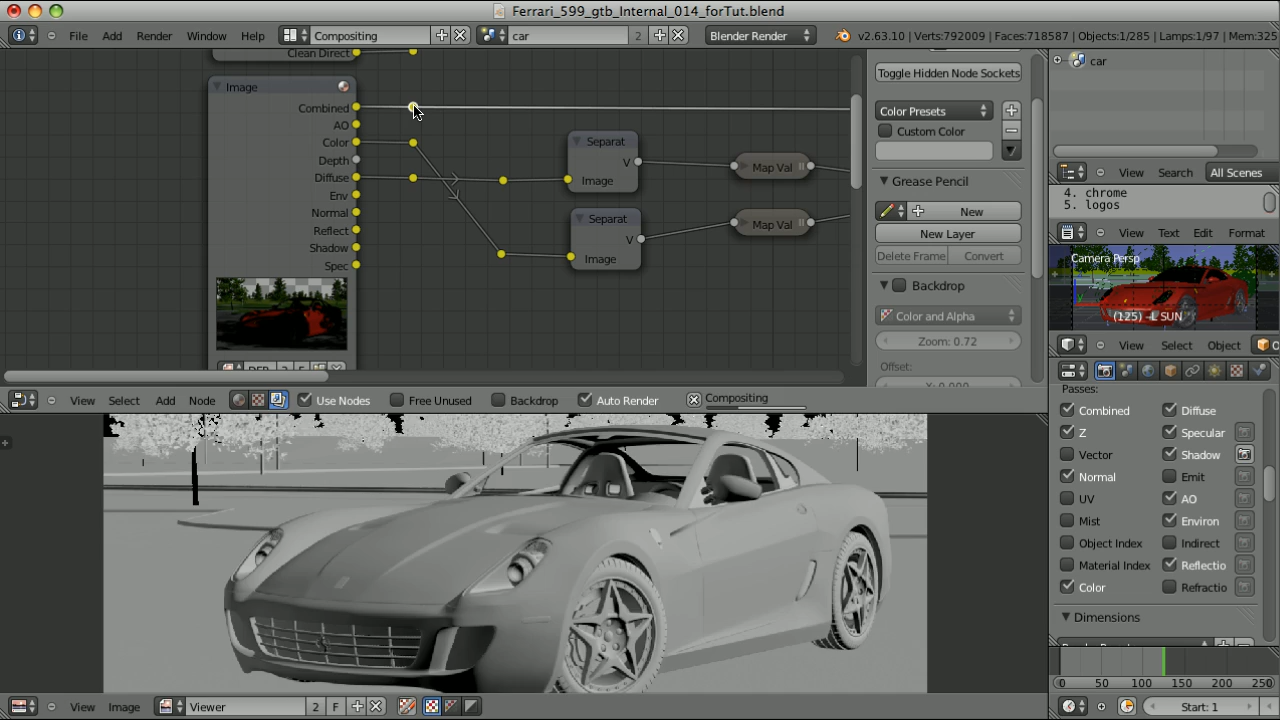 Ferrari_599_gtb_Internal_014_forTut.blend
File Add Render Window Help Compositing car 2 Blender Render v2.63.10 | Verts:792009 | Faces:718587 | Objects:1/285 | Lamps:1/97 | Mem:325
Clean Direct
Image
Combined
AO
Color
Depth
Diffuse
Env
Normal
Reflect
Shadow
Spec
Separat
V
Image
Separat
V
Image
Map Val
Map Val
Toggle Hidden Node Sockets
Color Presets
Custom Color
Grease Pencil
New
New Layer
Delete Frame Convert
Backdrop
Color and Alpha
Zoom: 0.72
Offset:
X: 0.000
car
View Search All Scenes
4. chrome
5. logos
View Text Edit Format
Camera Persp
(125) -L SUN
View Select Object
Passes:
Combined Diffuse
Z Specular
Vector Shadow
Normal Emit
UV AO
Mist Environ
Object Index Indirect
Material Index Reflectio
Color Refractio
Dimensions
0 50 100 150 200 250
Start: 1
View Select Add Node Use Nodes Free Unused Backdrop Auto Render Compositing
View Image Viewer 2 F